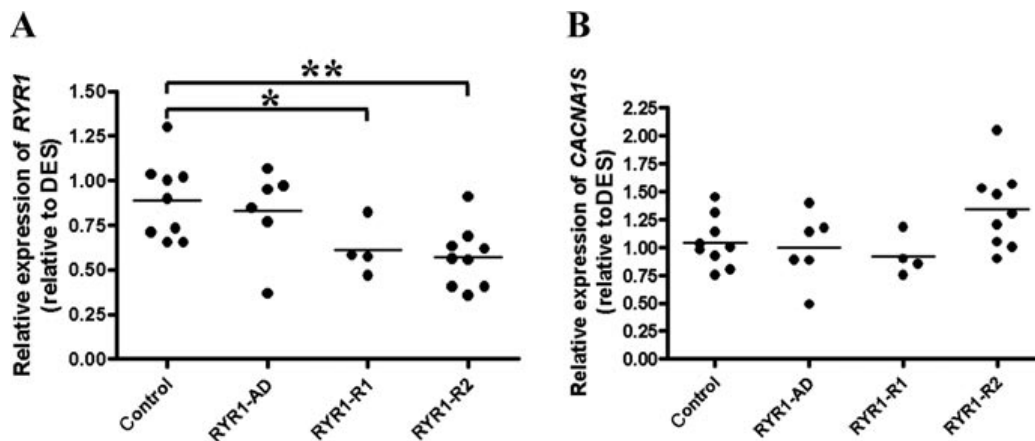 A
Relative expression of RYR1
(relative to DES)
1.50
1.25
1.00
0.75
0.50
0.25
0.00
**
*
Control
RYR1-AD
RYR1-R1
RYR1-R2
B
Relative expression of CACNA1S
(relative toDES)
2.25
2.00
1.75
1.50
1.25
1.00
0.75
0.50
0.25
0.00
Control
RYR1-AD
RYR1-R1
RYR1-R2